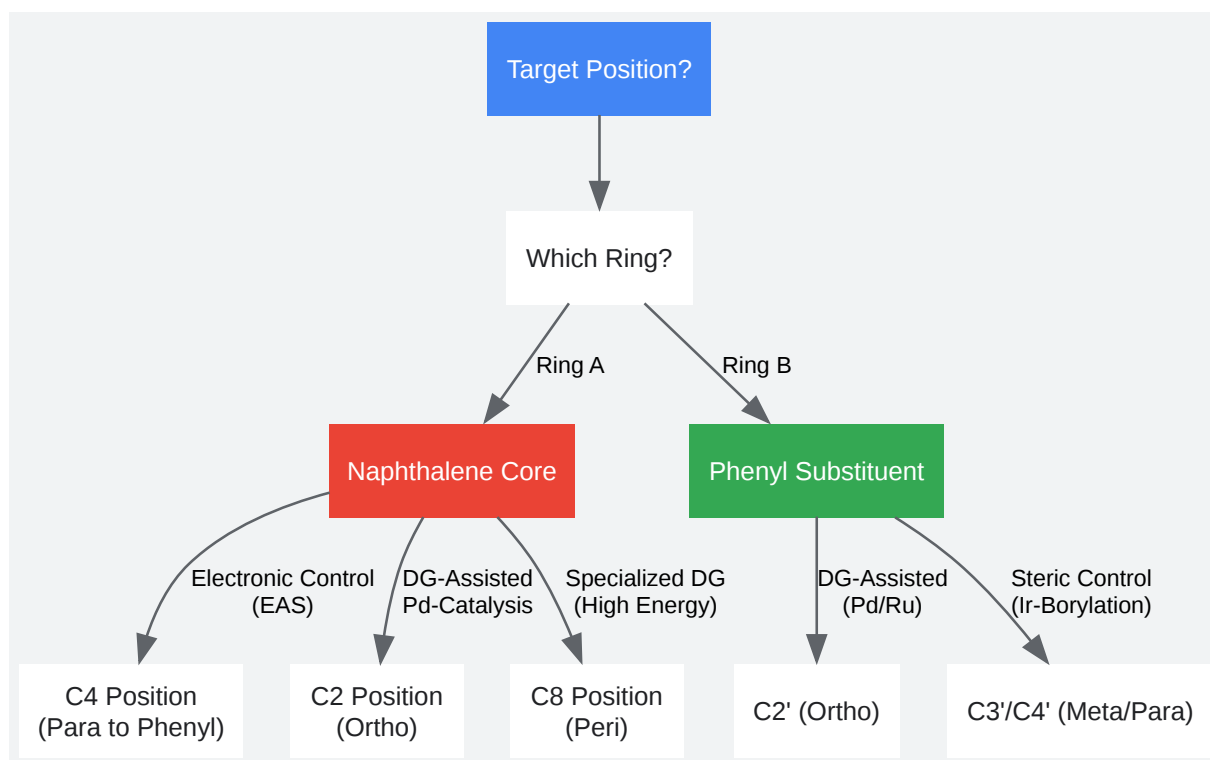 Target Position?
Which Ring?
Ring A
Ring B
Naphthalene Core
Phenyl Substituent
Electronic Control
(EAS)
DG-Assisted
Pd-Catalysis
Specialized DG
(High Energy)
DG-Assisted
(Pd/Ru)
Steric Control
(Ir-Borylation)
C4 Position
(Para to Phenyl)
C2 Position
(Ortho)
C8 Position
(Peri)
C2' (Ortho)
C3'/C4' (Meta/Para)